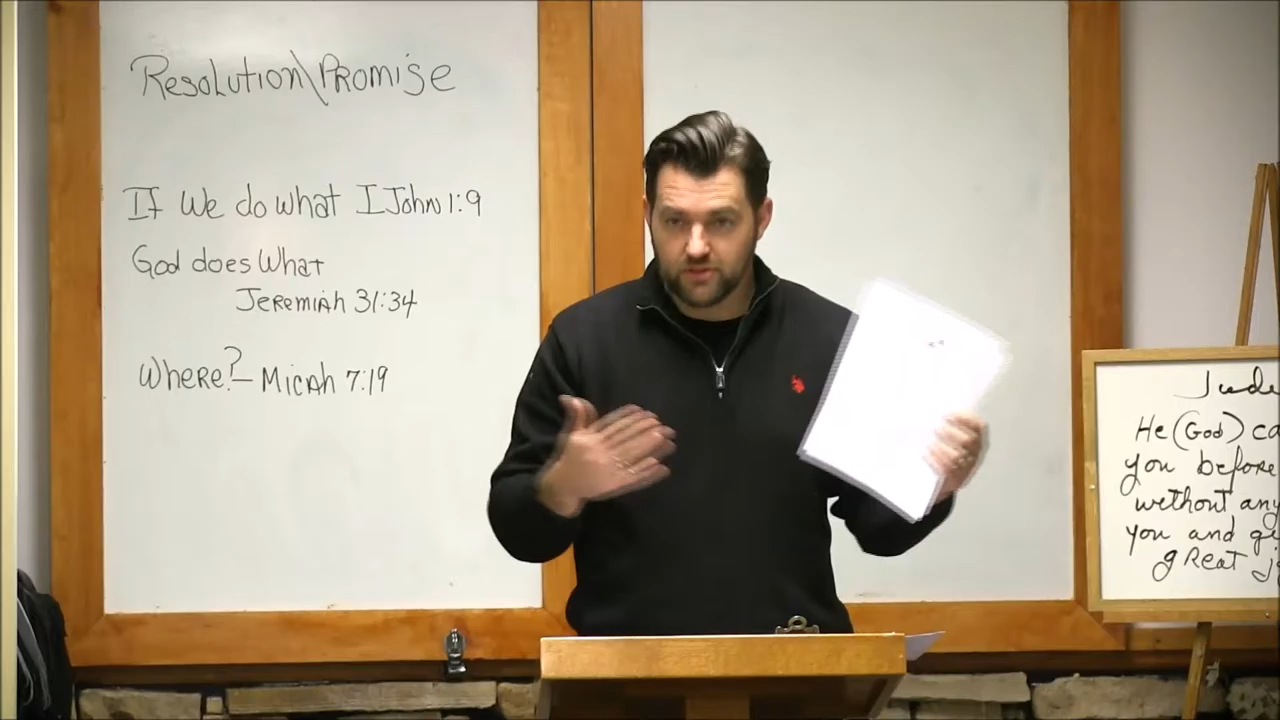 Resolution\Promise
If We do what I John 1:9
God does What
Jeremiah 31:34
Where? - Micah 7:19
Jude
He (God) ca
you before
without any
you and gi
great j